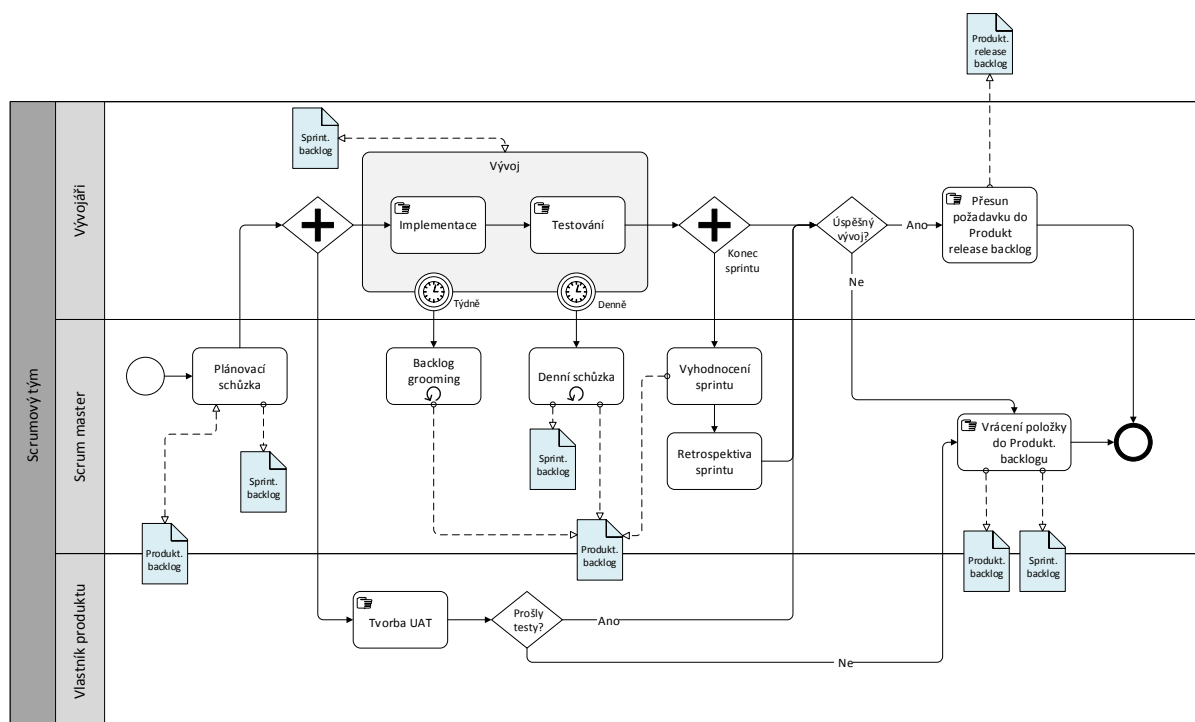 Produkt.
release
backlog
Scrumový tým
Vývojáři
Sprint.
backlog
Vývoj
Implementace
Testování
Týdně
Denně
Konec
sprintu
Úspěšný
vývoj?
Ano
Ne
Přesun
požadavku do
Produkt
release backlog
Scrum master
Plánovací
schůzka
Backlog
grooming
Denní schůzka
Vyhodnocení
sprintu
Retrospektiva
sprintu
Vrácení položky
do Produkt.
backlogu
Sprint.
backlog
Sprint.
backlog
Produkt.
backlog
Produkt.
backlog
Produkt.
backlog
Sprint.
backlog
Vlastník produktu
Tvorba UAT
Prošly
testy?
Ano
Ne